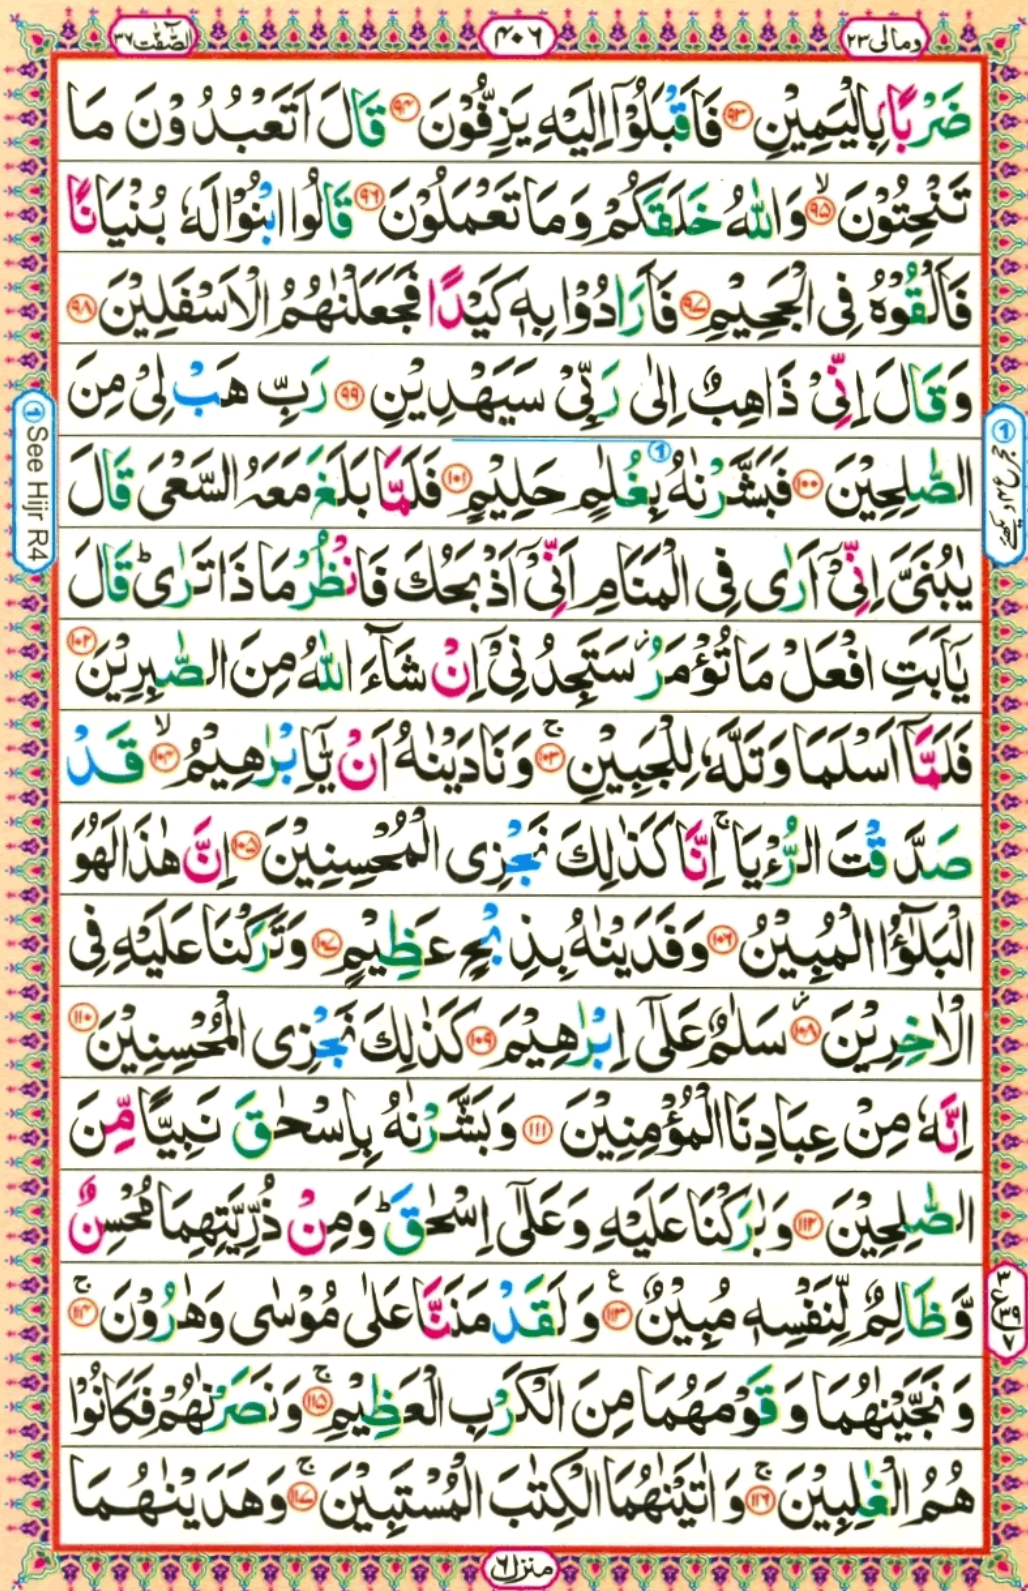 وما لی ٢٣
٤٠٦
الصّٰفّٰت ٣٧
ضَرْبًۢا بِالْیَمِیْنِ ﴿٩٣﴾ فَاَقْبَلُوْۤا اِلَیْهِ یَزِفُّوْنَ ﴿٩٤﴾ قَالَ اَتَعْبُدُوْنَ مَا
تَنْحِتُوْنَ ﴿٩٥﴾ۙ وَاللّٰهُ خَلَقَكُمْ وَمَا تَعْمَلُوْنَ ﴿٩٦﴾ قَالُوا ابْنُوْا لَهٗ بُنْیَانًا
فَاَلْقُوْهُ فِی الْجَحِیْمِ ﴿٩٧﴾ فَاَرَادُوْا بِهٖ كَیْدًا فَجَعَلْنٰهُمُ الْاَسْفَلِیْنَ ﴿٩٨﴾
وَقَالَ اِنِّیْ ذَاهِبٌ اِلٰی رَبِّیْ سَیَهْدِیْنِ ﴿٩٩﴾ رَبِّ هَبْ لِیْ مِنَ
الصّٰلِحِیْنَ ﴿١٠٠﴾ فَبَشَّرْنٰهُ بِغُلٰمٍ حَلِیْمٍ ﴿١٠١﴾ فَلَمَّا بَلَغَ مَعَهُ السَّعْیَ قَالَ
یٰبُنَیَّ اِنِّیْۤ اَرٰی فِی الْمَنَامِ اَنِّیْۤ اَذْبَحُكَ فَانْظُرْ مَاذَا تَرٰی ؕ قَالَ
یٰۤاَبَتِ افْعَلْ مَا تُؤْمَرُ ؗ سَتَجِدُنِیْۤ اِنْ شَآءَ اللّٰهُ مِنَ الصّٰبِرِیْنَ ﴿١٠٢﴾
فَلَمَّاۤ اَسْلَمَا وَتَلَّهٗ لِلْجَبِیْنِ ﴿١٠٣﴾ۚ وَنَادَیْنٰهُ اَنْ یّٰۤاِبْرٰهِیْمُ ﴿١٠٤﴾ۙ قَدْ
صَدَّقْتَ الرُّءْیَا ۚ اِنَّا كَذٰلِكَ نَجْزِی الْمُحْسِنِیْنَ ﴿١٠٥﴾ اِنَّ هٰذَا لَهُوَ
الْبَلٰٓؤُا الْمُبِیْنُ ﴿١٠٦﴾ وَفَدَیْنٰهُ بِذِبْحٍ عَظِیْمٍ ﴿١٠٧﴾ وَتَرَكْنَا عَلَیْهِ فِی
الْاٰخِرِیْنَ ﴿١٠٨﴾ؗ سَلٰمٌ عَلٰۤی اِبْرٰهِیْمَ ﴿١٠٩﴾ كَذٰلِكَ نَجْزِی الْمُحْسِنِیْنَ ﴿١١٠﴾
اِنَّهٗ مِنْ عِبَادِنَا الْمُؤْمِنِیْنَ ﴿١١١﴾ وَبَشَّرْنٰهُ بِاِسْحٰقَ نَبِیًّا مِّنَ
الصّٰلِحِیْنَ ﴿١١٢﴾ وَبٰرَكْنَا عَلَیْهِ وَعَلٰۤی اِسْحٰقَ ؕ وَمِنْ ذُرِّیَّتِهِمَا مُحْسِنٌ
وَّظَالِمٌ لِّنَفْسِهٖ مُبِیْنٌ ﴿١١٣﴾ۧ وَلَقَدْ مَنَنَّا عَلٰی مُوْسٰی وَهٰرُوْنَ ﴿١١٤﴾ۚ
وَنَجَّیْنٰهُمَا وَقَوْمَهُمَا مِنَ الْكَرْبِ الْعَظِیْمِ ﴿١١٥﴾ۚ وَنَصَرْنٰهُمْ فَكَانُوْا
هُمُ الْغٰلِبِیْنَ ﴿١١٦﴾ۚ وَاٰتَیْنٰهُمَا الْكِتٰبَ الْمُسْتَبِیْنَ ﴿١١٧﴾ۚ وَهَدَیْنٰهُمَا
منزل ٦
① See Hijr R4